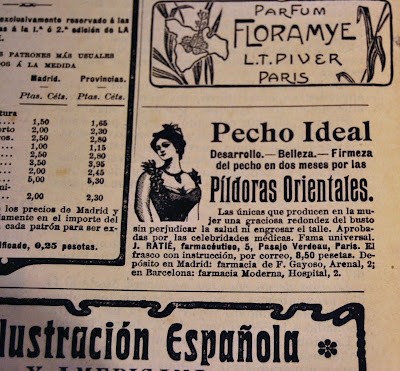 exclusivamente reservado á las
as á la 1.ª ó 2.ª edición de LA
PATRONES MÁS USUALES
OS Á LA MEDIDA
Madrid. Provincias.
Ptas. Cénts. Ptas. Cénts.
1,50 1,65
2,00 2,30
2,50 2,80
1,00 1,15
2,50 2,80
3,50 3,95
2,00 2,45
5,00 5,30
2,00 2,30
los precios de Madrid y
damente en el importe del
cada patrón para ser ex-
ificado, 0,25 pesetas.
PARFUM
FLORAMYE
L.T. PIVER
PARIS
Pecho Ideal
Desarrollo.—Belleza.—Firmeza
del pecho en dos meses por las
Píldoras Orientales.
Las únicas que producen en la mu-
jer una graciosa redondez del busto
sin perjudicar la salud ni engrosar el talle. Aproba-
das por las celebridades médicas. Fama universal.
J. RATIÉ, farmacéutico, 5, Pasaje Verdeau, Paris. El
frasco con instrucción, por correo, 8,50 pesetas. De-
pósito en Madrid: farmacia de F. Gayoso, Arenal, 2;
en Barcelona: farmacia Moderna, Hospital, 2.
lustración Española
Y AMERICANA